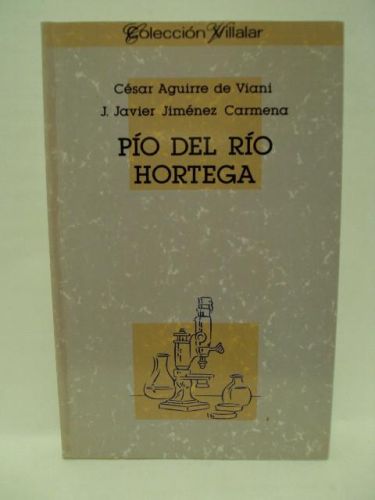 Colección Villalar
César Aguirre de Viani
J. Javier Jiménez Carmena
PÍO DEL RÍO
HORTEGA